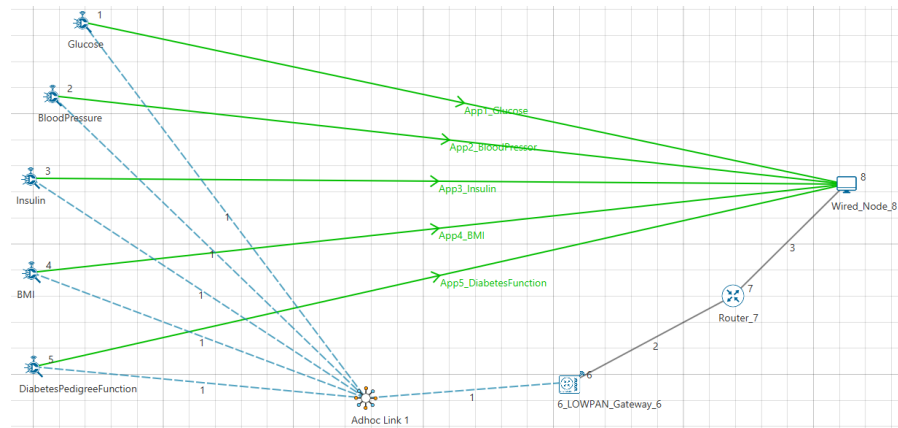 1
Glucose
2
BloodPressure
App1_Glucose
App2_BloodPressor
3
8
Insulin
App3_Insulin
Wired_Node_8
1
App4_BMI
1
3
4
BMI
App5_DiabetesFunction
1
7
Router_7
1
2
5
6
DiabetesPedigreeFunction
1
1
6_LOWPAN_Gateway_6
Adhoc Link 1